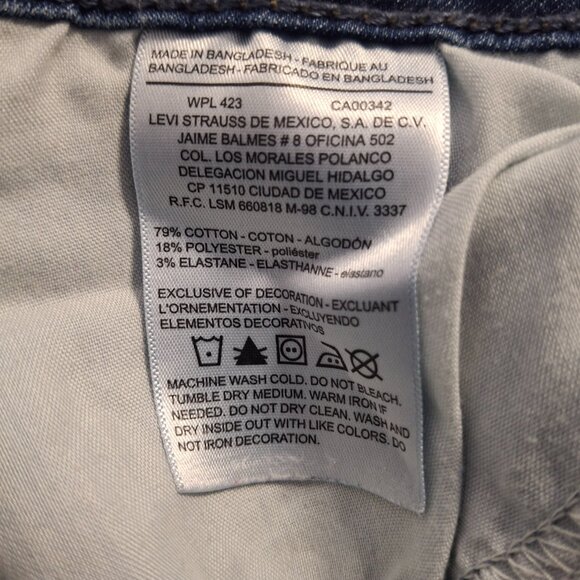 MADE IN BANGLADESH - FABRIQUE AU
BANGLADESH - FABRICADO EN BANGLADESH
WPL 423 CA00342
LEVI STRAUSS DE MEXICO, S.A. DE C.V.
JAIME BALMES # 8 OFICINA 502
COL. LOS MORALES POLANCO
DELEGACION MIGUEL HIDALGO
CP 11510 CIUDAD DE MEXICO
R.F.C. LSM 660818 M-98 C.N.I.V. 3337
79% COTTON - COTON - ALGODÓN
18% POLYESTER - poliéster
3% ELASTANE - ELASTHANNE - elastano
EXCLUSIVE OF DECORATION - EXCLUANT
L'ORNEMENTATION - EXCLUYENDO
ELEMENTOS DECORATIVOS
MACHINE WASH COLD. DO NOT BLEACH.
TUMBLE DRY MEDIUM. WARM IRON IF
NEEDED. DO NOT DRY CLEAN. WASH AND
DRY INSIDE OUT WITH LIKE COLORS. DO
NOT IRON DECORATION.